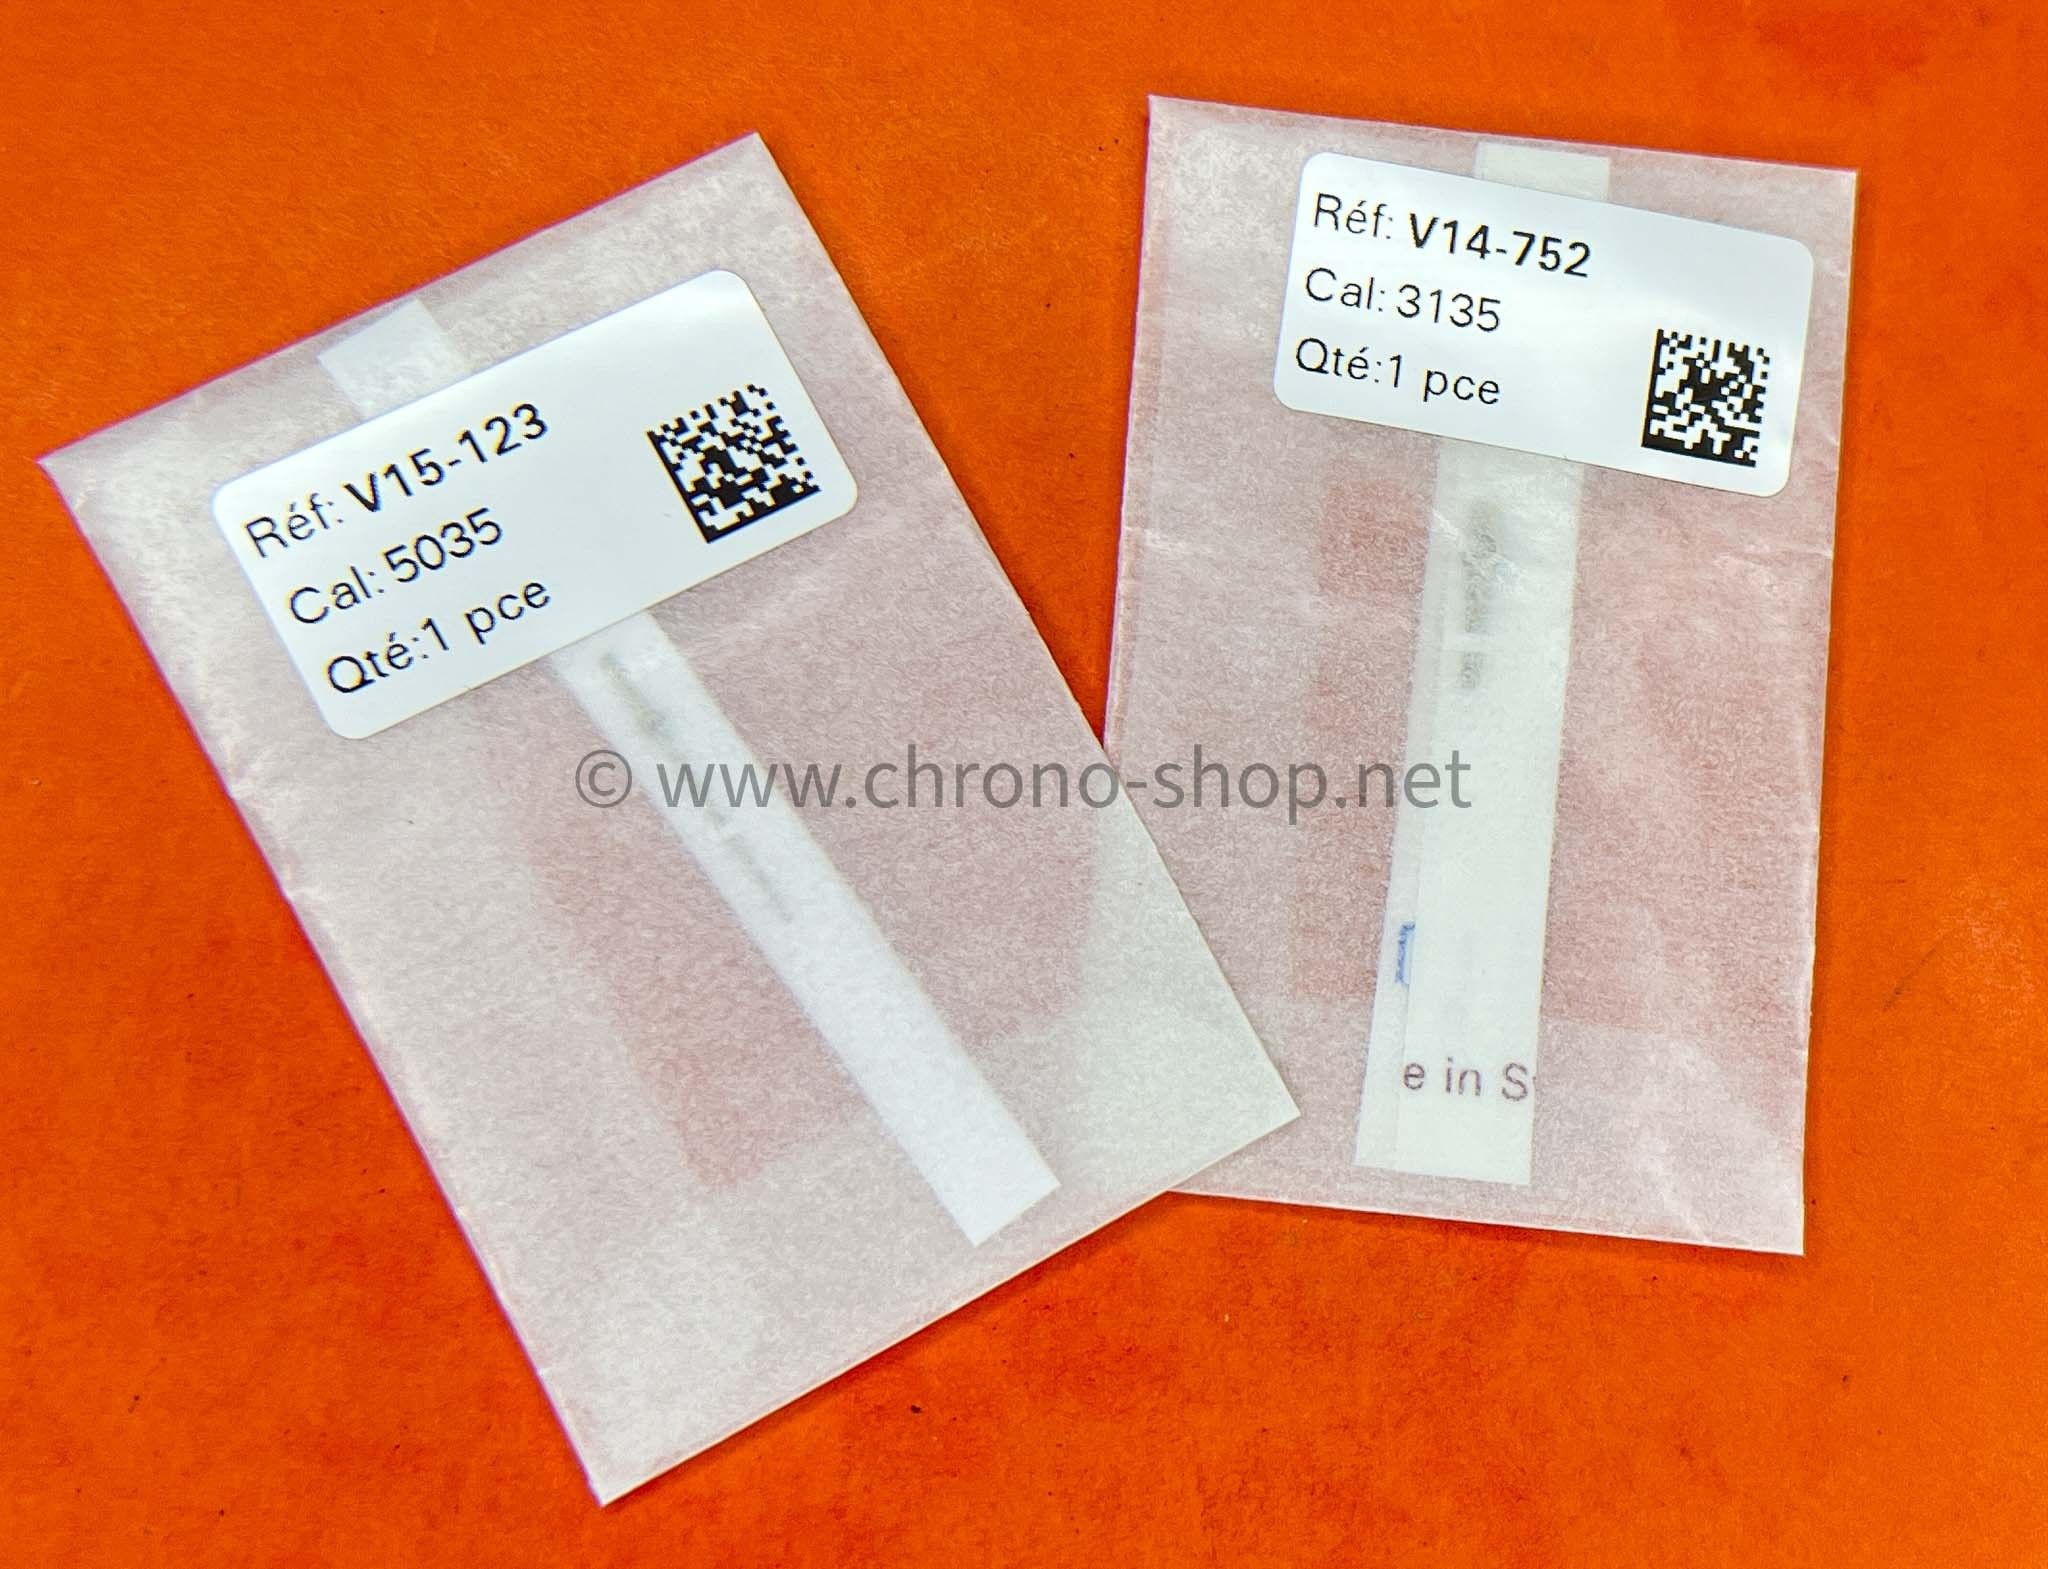 Réf: V15-123
Cal: 5035
Qté:1 pce
Réf: V14-752
Cal: 3135
Qté:1 pce
© www.chrono-shop.net
e in S